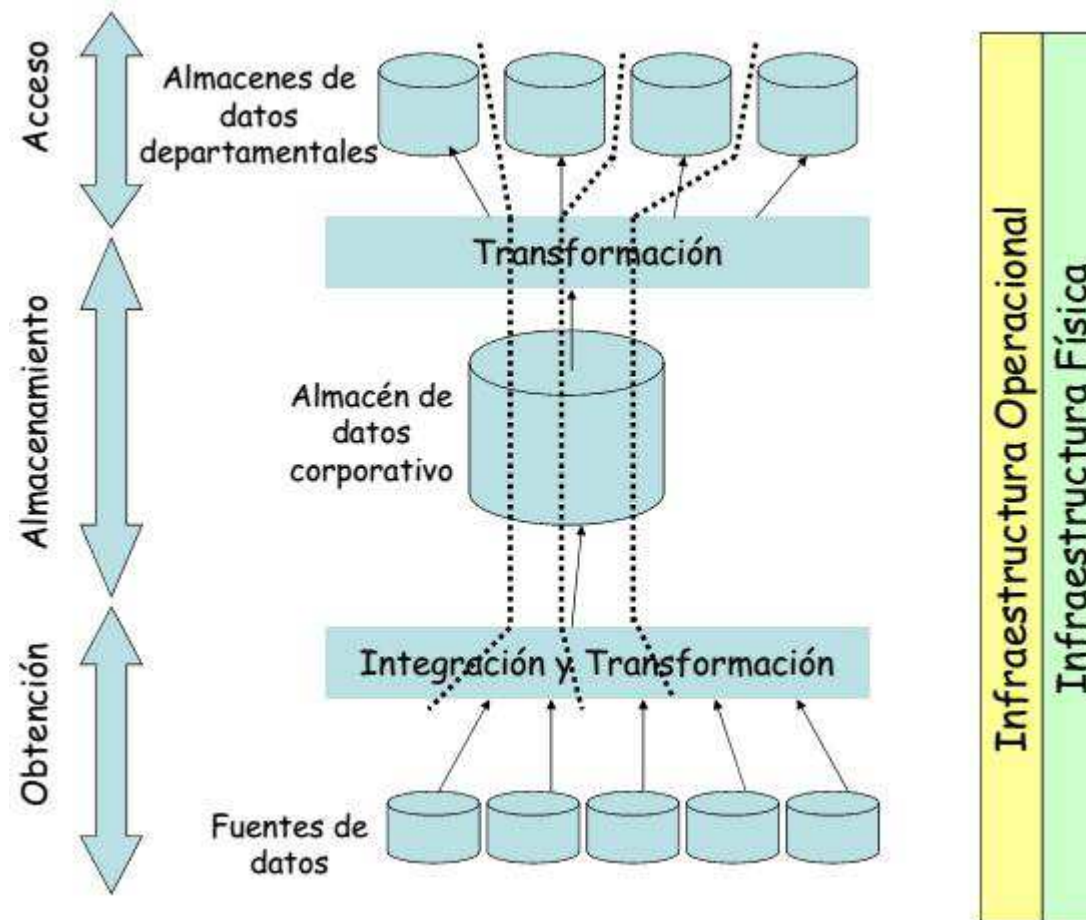 Acceso
Almacenes de
datos
departamentales
Transformación
Almacenamiento
Almacén de
datos
corporativo
Obtención
Integración y Transformación
Fuentes de
datos
Infraestructura Operacional
Infraestructura Física